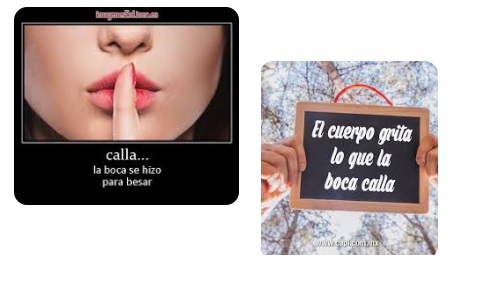 calla...
la boca se hizo
para besar
El cuerpo grita
lo que la
boca calla